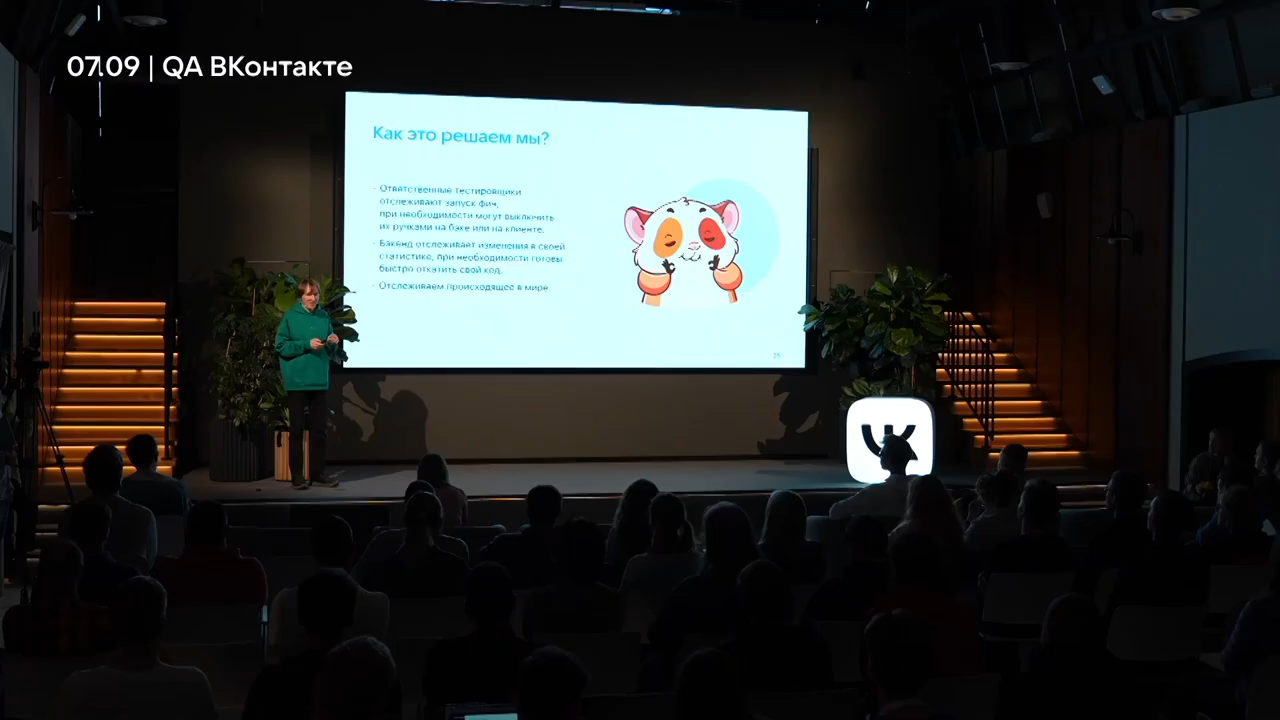 07.09 | QA ВКонтакте
Как это решаем мы?
- Ответственные тестировщики
отслеживают запуск фич,
при необходимости могут выключить
их ручками на бэке или на клиенте.
- Бэкенд отслеживает изменения в своей
статистике, при необходимости готовы
быстро откатить свой код.
- Отслеживаем происходящее в мире
25
VK